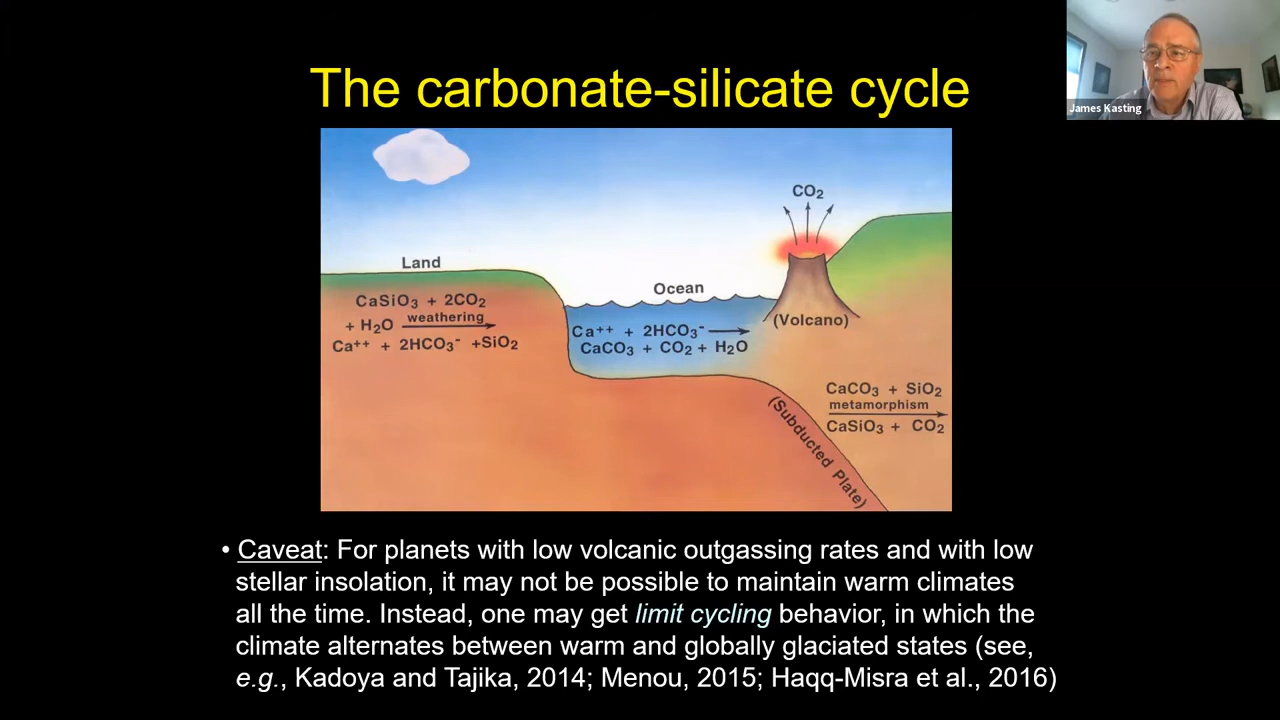 The carbonate-silicate cycle
James Kasting
CO₂
Land
CaSiO₃ + 2CO₂
+ H₂O weathering
Ca⁺⁺ + 2HCO₃⁻ +SiO₂
Ocean
Ca⁺⁺ + 2HCO₃⁻
CaCO₃ + CO₂ + H₂O
(Volcano)
CaCO₃ + SiO₂
metamorphism
CaSiO₃ + CO₂
(Subducted Plate)
• Caveat: For planets with low volcanic outgassing rates and with low
stellar insolation, it may not be possible to maintain warm climates
all the time. Instead, one may get limit cycling behavior, in which the
climate alternates between warm and globally glaciated states (see,
e.g., Kadoya and Tajika, 2014; Menou, 2015; Haqq-Misra et al., 2016)